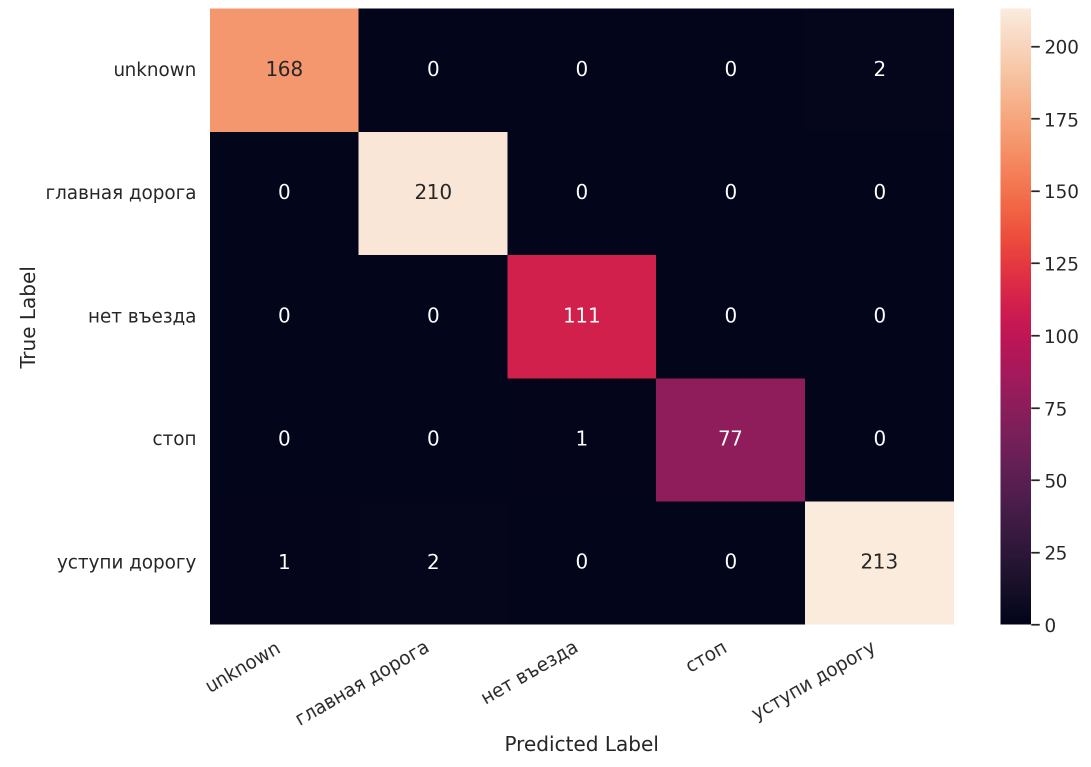 unknown 168 0 0 0 2
главная дорога 0 210 0 0 0
нет въезда 0 0 111 0 0
стоп 0 0 1 77 0
уступи дорогу 1 2 0 0 213
unknown главная дорога нет въезда стоп уступи дорогу
Predicted Label
True Label
200
175
150
125
100
75
50
25
0